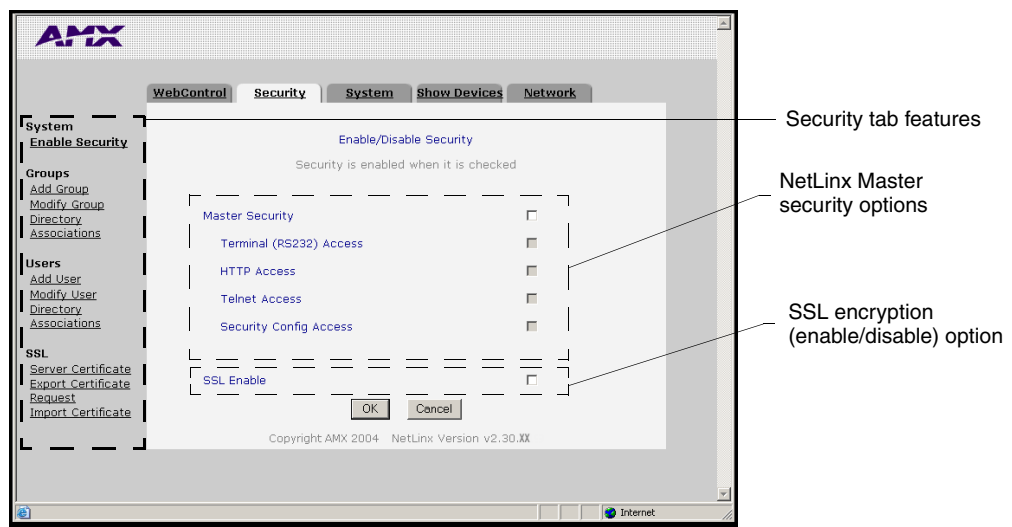 AMX
WebControl Security System Show Devices Network
System
Enable Security
Groups
Add Group
Modify Group
Directory
Associations
Users
Add User
Modify User
Directory
Associations
SSL
Server Certificate
Export Certificate
Request
Import Certificate
Enable/Disable Security
Security is enabled when it is checked
Master Security
Terminal (RS232) Access
HTTP Access
Telnet Access
Security Config Access
SSL Enable
OK Cancel
Copyright AMX 2004 NetLinx Version v2.30.XX
Internet
Security tab features
NetLinx Master
security options
SSL encryption
(enable/disable) option